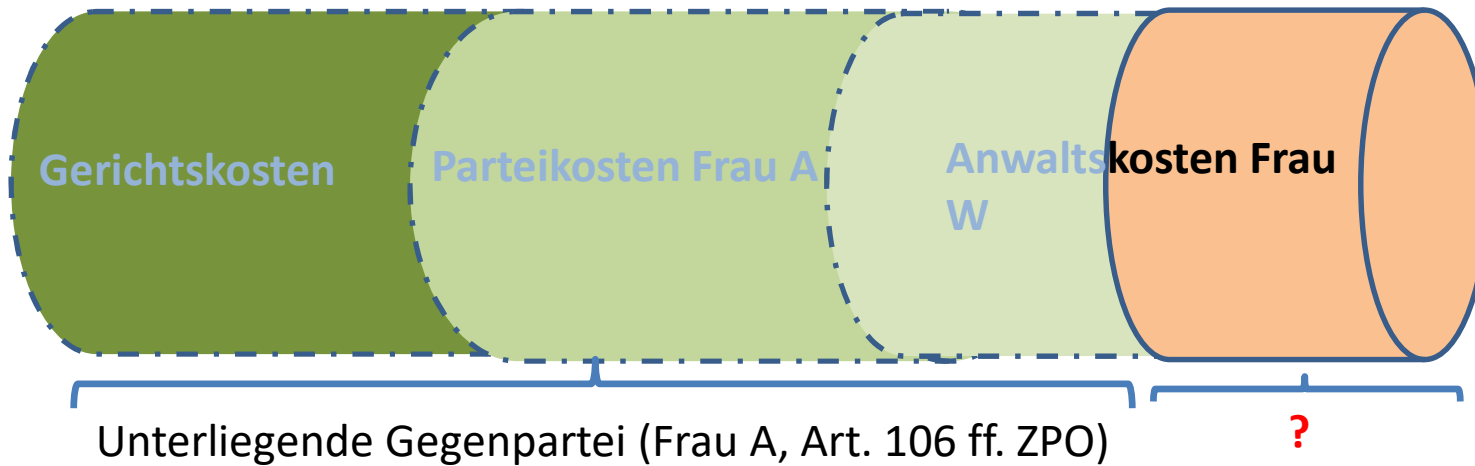 Gerichtskosten
Parteikosten Frau A
Anwaltskosten Frau
W
Unterliegende Gegenpartei (Frau A, Art. 106 ff. ZPO)
?